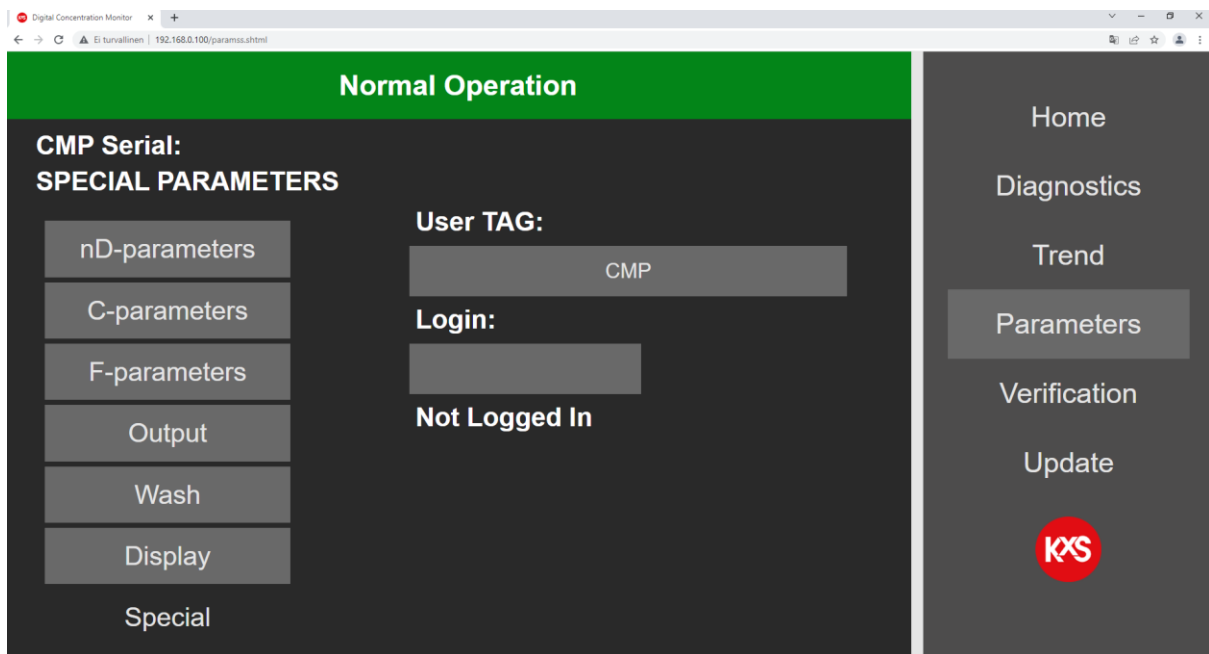 Digital Concentration Monitor
Ei turvallinen | 192.168.0.100/paramss.shtml
Normal Operation
CMP Serial:
SPECIAL PARAMETERS
nD-parameters
C-parameters
F-parameters
Output
Wash
Display
Special
User TAG:
CMP
Login:
Not Logged In
Home
Diagnostics
Trend
Parameters
Verification
Update
KXS